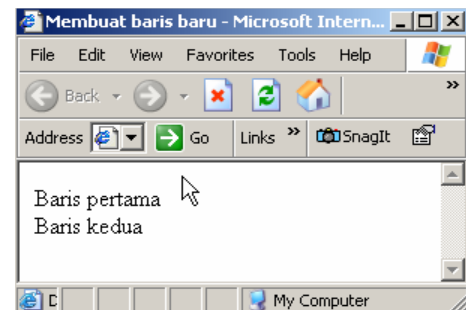 Membuat baris baru - Microsoft Intern...
File Edit View Favorites Tools Help
Back
Address Go Links » SnagIt
Baris pertama
Baris kedua
My Computer